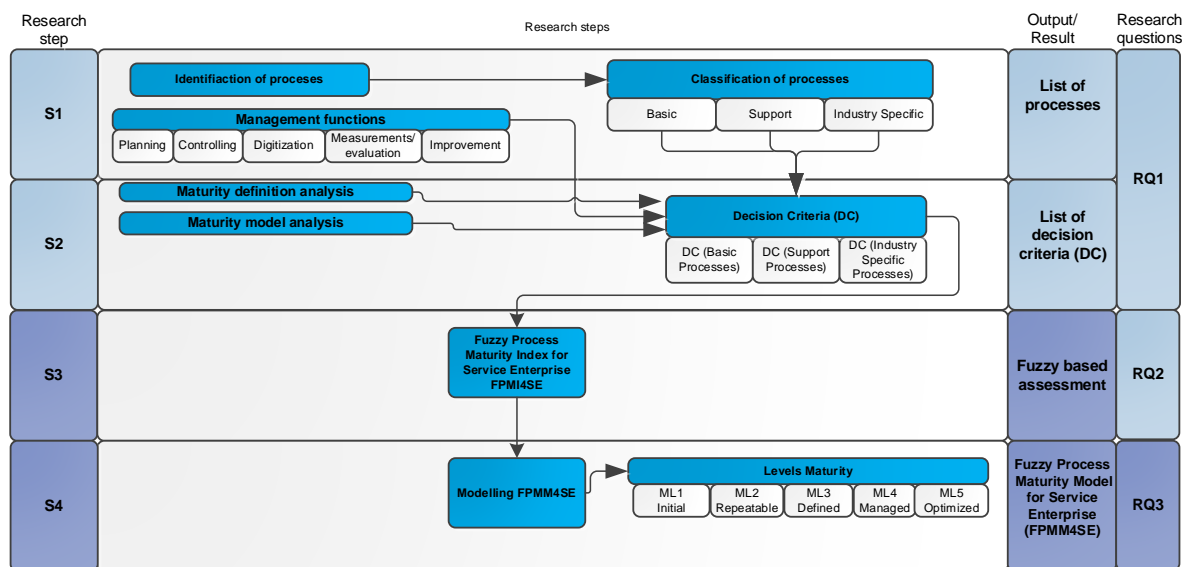 Research
step
Research steps
Output/
Result
Research
questions
S1
Identifiaction of proceses
Classification of processes
Basic
Support
Industry Specific
Management functions
Planning
Controlling
Digitization
Measurements/
evaluation
Improvement
List of
processes
RQ1
S2
Maturity definition analysis
Maturity model analysis
Decision Criteria (DC)
DC (Basic
Processes)
DC (Support
Processes)
DC (Industry
Specific
Processes)
List of
decision
criteria (DC)
S3
Fuzzy Process
Maturity Index for
Service Enterprise
FPMI4SE
Fuzzy based
assessment
RQ2
S4
Modelling FPMM4SE
Levels Maturity
ML1
Initial
ML2
Repeatable
ML3
Defined
ML4
Managed
ML5
Optimized
Fuzzy Process
Maturity Model
for Service
Enterprise
(FPMM4SE)
RQ3